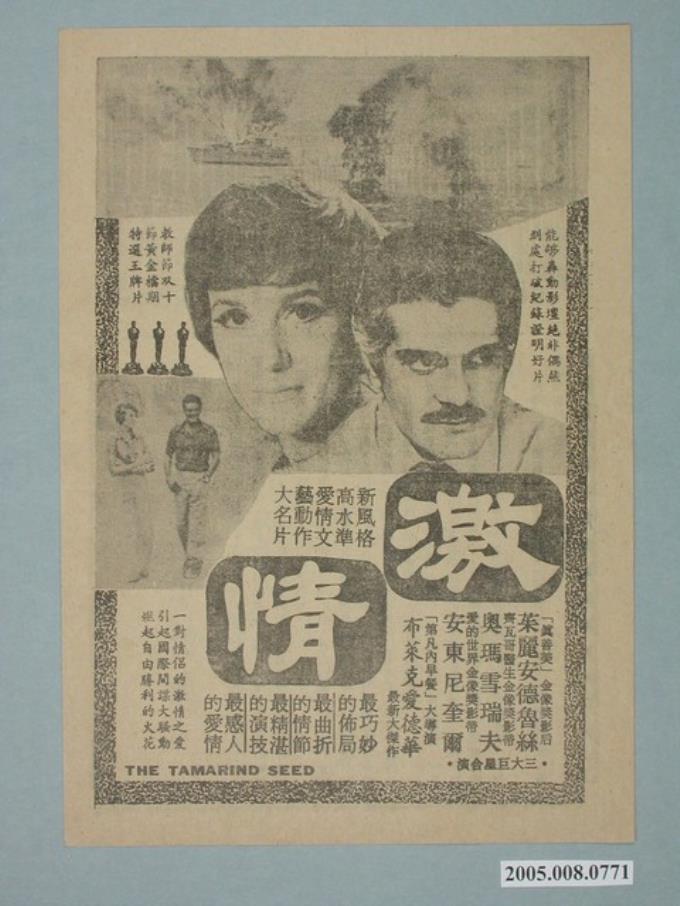 能够轟動影壇絕非偶然
到處打破紀錄證明好片
教師節双十
節黃金檔期
特選王牌片
新風格
高水準
愛情文
藝動作
大名片
激情
「真善美」金像獎影后
茱麗安德魯絲
齊瓦哥醫生金像獎影帝
奧瑪雪瑞夫
愛的世界金像獎影帝
安東尼奎爾
三大巨星合演
「第凡內早餐」大導演
布萊克愛德華
最新大傑作
最巧妙的佈局
最曲折的情節
最精湛的演技
最感人的愛情
一對情侶的激情之愛
引起國際間諜大騷動
燃起自由勝利的火花
THE TAMARIND SEED
2005.008.0771